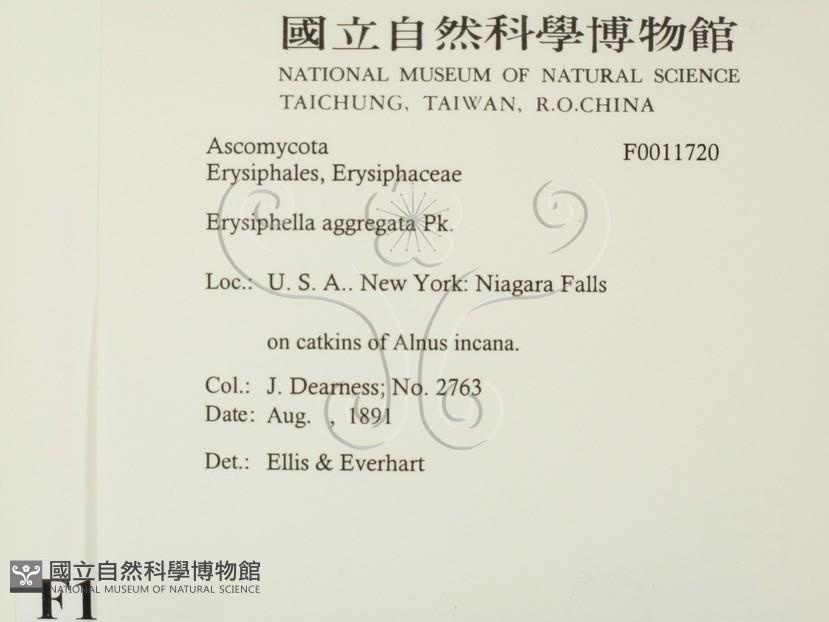 國立自然科學博物館
NATIONAL MUSEUM OF NATURAL SCIENCE
TAICHUNG, TAIWAN, R.O.CHINA
Ascomycota F0011720
Erysiphales, Erysiphaceae
Erysiphella aggregata Pk.
Loc.: U. S. A.. New York: Niagara Falls
on catkins of Alnus incana.
Col.: J. Dearness; No. 2763
Date: Aug. , 1891
Det.: Ellis & Everhart
國立自然科學博物館
NATIONAL MUSEUM OF NATURAL SCIENCE
F1